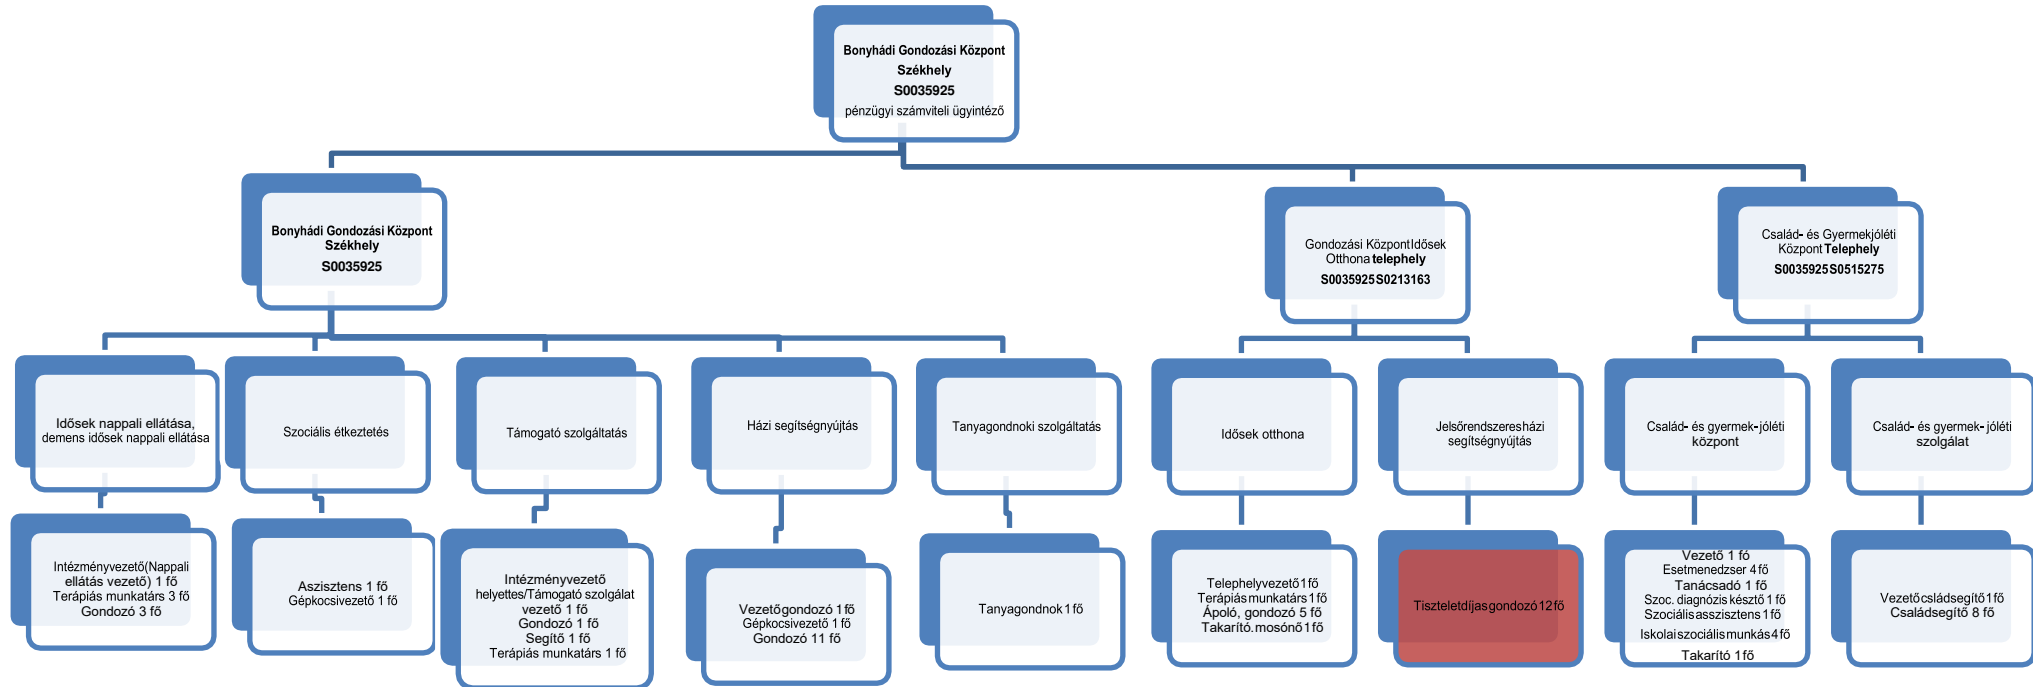 Bonyhádi Gondozási Központ
Székhely
S0035925
pénzügyi számviteli ügyintéző
Bonyhádi Gondozási Központ
Székhely
S0035925
Gondozási Központ Idősek
Otthona telephely
S0035925S0213163
Család- és Gyermekjóléti
Központ Telephely
S0035925S0515275
Idősek nappali ellátása,
demens idősek nappali ellátása
Szociális étkeztetés
Támogató szolgáltatás
Házi segítségnyújtás
Tanyagondnoki szolgáltatás
Idősek otthona
Jelsőrendszeres házi
segítségnyújtás
Család- és gyermek- jóléti
központ
Család- és gyermek- jóléti
szolgálat
Intézményvezető(Nappali
ellátás vezető) 1 fő
Terápiás munkatárs 3 fő
Gondozó 3 fő
Aszisztens 1 fő
Gépkocsivezető 1 fő
Intézményvezető
helyettes/Támogató szolgálat
vezető 1 fő
Gondozó 1 fő
Segítő 1 fő
Terápiás munkatárs 1 fő
Vezetőgondozó 1 fő
Gépkocsivezető 1 fő
Gondozó 11 fő
Tanyagondnok 1 fő
Telephelyvezető 1 fő
Terápiás munkatárs 1 fő
Ápoló, gondozó 5 fő
Takarító.mosónő 1 fő
Tiszteletdíjas gondozó 12 fő
Vezető 1 fó
Esetmenedzser 4 fő
Tanácsadó 1 fő
Szoc. diagnózis késztő 1 fő
Szociális asszisztens 1 fő
Iskolai szociális munkás 4 fő
Takarító 1 fő
Vezető csládsegítő 1 fő
Családsegítő 8 fő